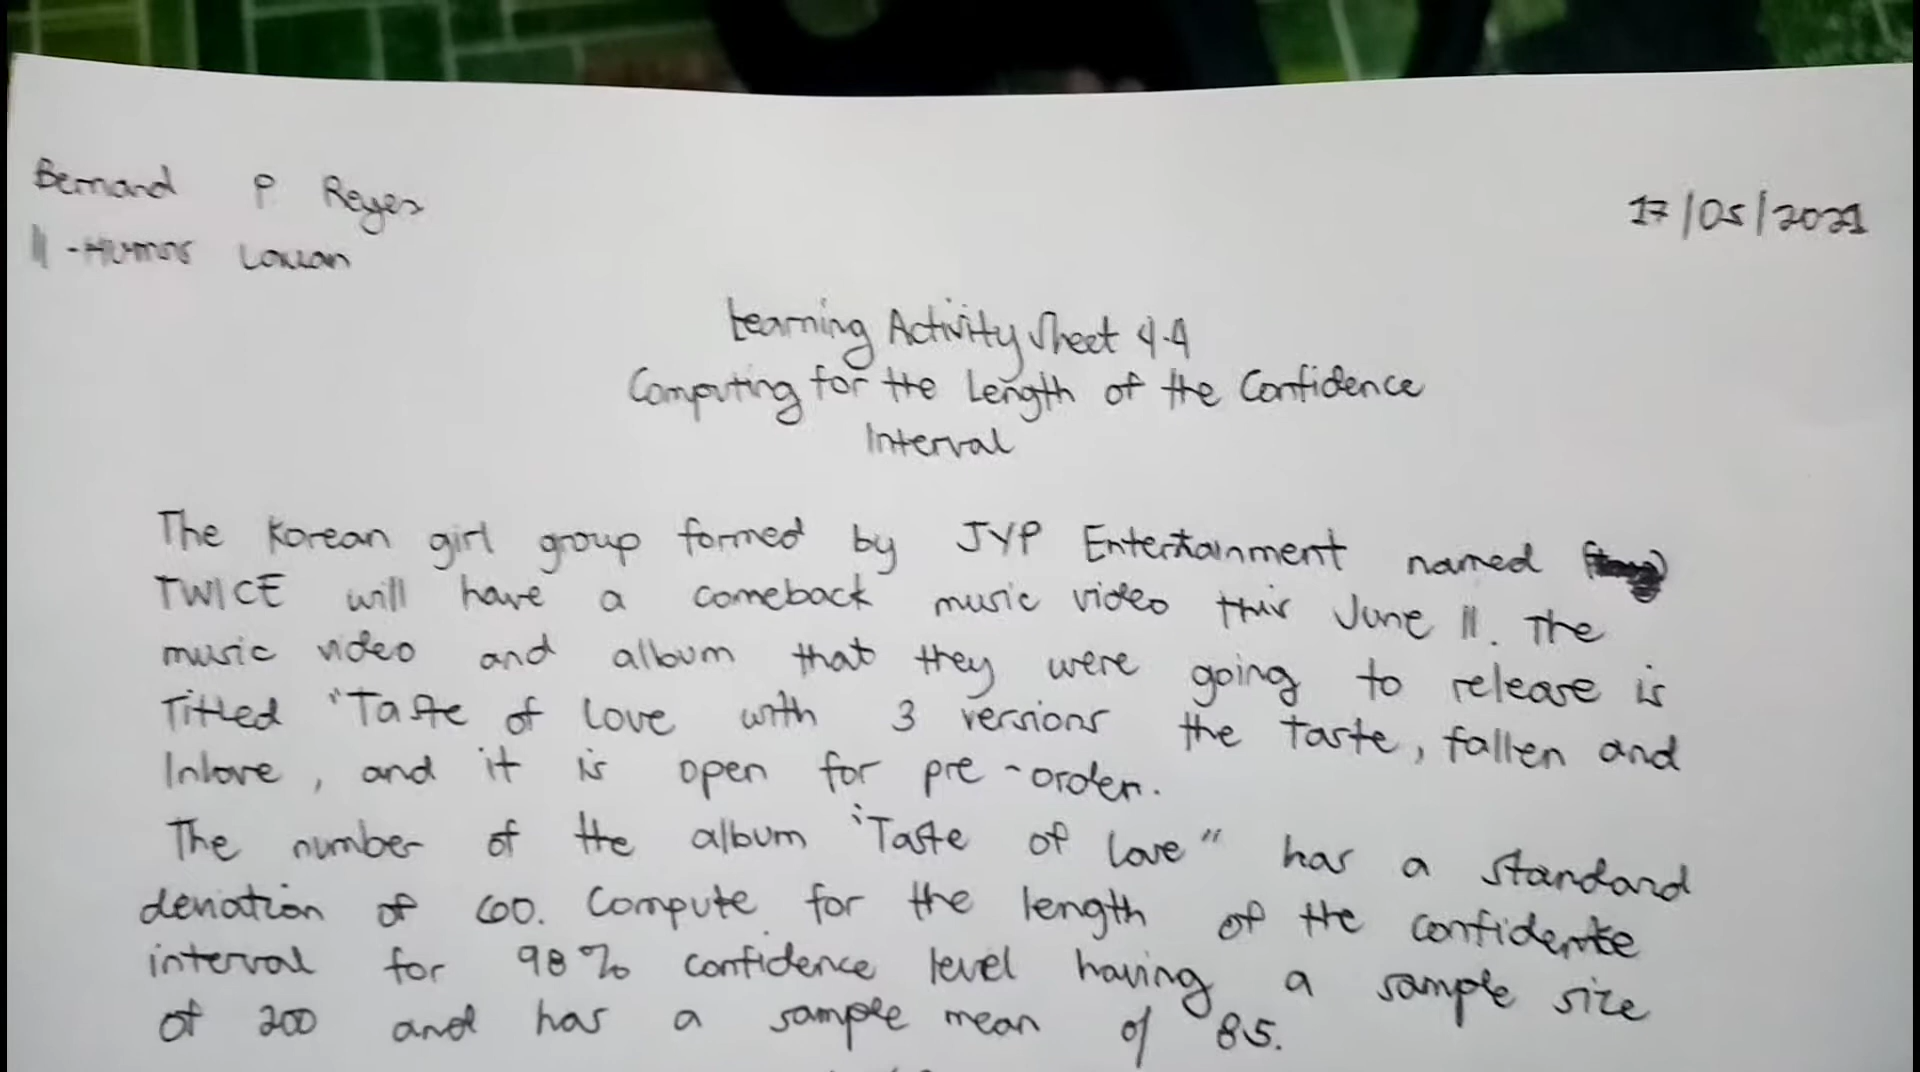 Bernard P. Reyes
17/05/2021
11 - Humss
Learning Activity Sheet 4.4
Computing for the Length of the Confidence
Interval
The Korean girl group formed by JYP Entertainment named
TWICE will have a comeback music video this June 11. The
music video and album that they were going to release is
Titled "Taste of Love with 3 versions the taste, fallen and
Inlove, and it is open for pre-order.
The number of the album "Taste of Love" has a standard
deviation of 600. Compute for the length of the confidence
interval for 98% confidence level having a sample size
of 200 and has a sample mean of 85.